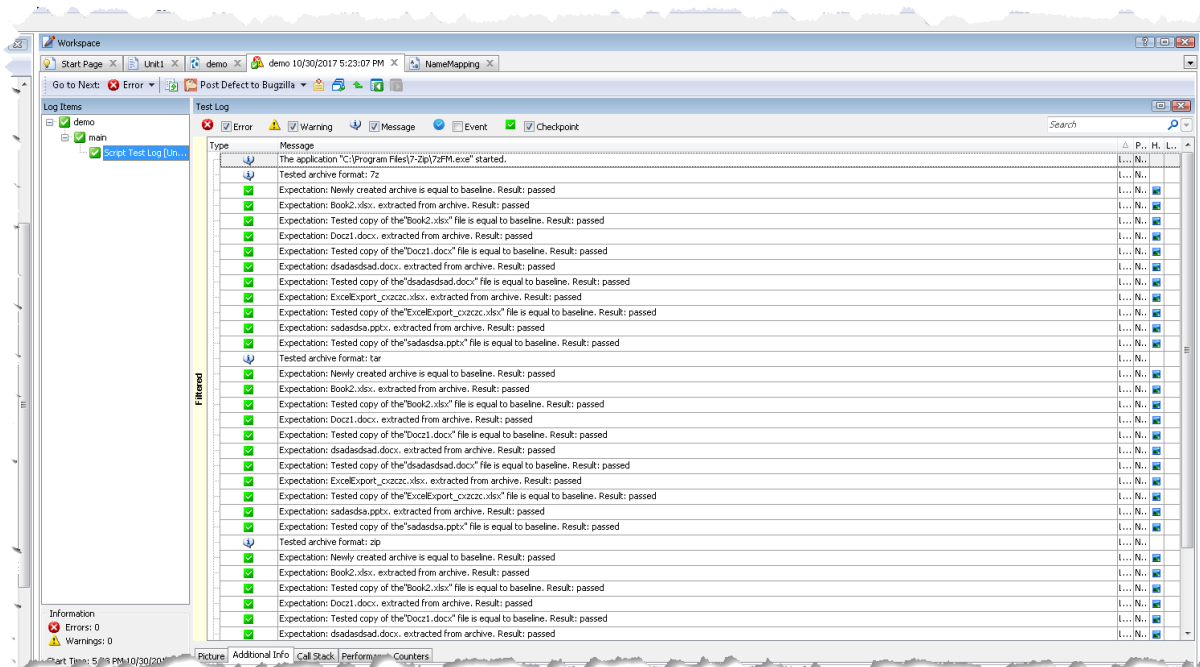 Workspace
Start Page Unit1 demo demo 10/30/2017 5:23:07 PM NameMapping
Go to Next: Error Post Defect to Bugzilla
Log Items
demo
main
Script Test Log [Un...
Test Log
Error Warning Message Event Checkpoint Search
Type Message P... H. L...
Filtered
The application "C:\Program Files\7-Zip\7zFM.exe" started. l... N..
Tested archive format: 7z l... N..
Expectation: Newly created archive is equal to baseline. Result: passed l... N..
Expectation: Book2.xlsx. extracted from archive. Result: passed l... N..
Expectation: Tested copy of the"Book2.xlsx" file is equal to baseline. Result: passed l... N..
Expectation: Docz1.docx. extracted from archive. Result: passed l... N..
Expectation: Tested copy of the"Docz1.docx" file is equal to baseline. Result: passed l... N..
Expectation: dsadasdsad.docx. extracted from archive. Result: passed l... N..
Expectation: Tested copy of the"dsadasdsad.docx" file is equal to baseline. Result: passed l... N..
Expectation: ExcelExport_cxzczc.xlsx. extracted from archive. Result: passed l... N..
Expectation: Tested copy of the"ExcelExport_cxzczc.xlsx" file is equal to baseline. Result: passed l... N..
Expectation: sadasdsa.pptx. extracted from archive. Result: passed l... N..
Expectation: Tested copy of the"sadasdsa.pptx" file is equal to baseline. Result: passed l... N..
Tested archive format: tar l... N..
Expectation: Newly created archive is equal to baseline. Result: passed l... N..
Expectation: Book2.xlsx. extracted from archive. Result: passed l... N..
Expectation: Tested copy of the"Book2.xlsx" file is equal to baseline. Result: passed l... N..
Expectation: Docz1.docx. extracted from archive. Result: passed l... N..
Expectation: Tested copy of the"Docz1.docx" file is equal to baseline. Result: passed l... N..
Expectation: dsadasdsad.docx. extracted from archive. Result: passed l... N..
Expectation: Tested copy of the"dsadasdsad.docx" file is equal to baseline. Result: passed l... N..
Expectation: ExcelExport_cxzczc.xlsx. extracted from archive. Result: passed l... N..
Expectation: Tested copy of the"ExcelExport_cxzczc.xlsx" file is equal to baseline. Result: passed l... N..
Expectation: sadasdsa.pptx. extracted from archive. Result: passed l... N..
Expectation: Tested copy of the"sadasdsa.pptx" file is equal to baseline. Result: passed l... N..
Tested archive format: zip l... N..
Expectation: Newly created archive is equal to baseline. Result: passed l... N..
Expectation: Book2.xlsx. extracted from archive. Result: passed l... N..
Expectation: Tested copy of the"Book2.xlsx" file is equal to baseline. Result: passed l... N..
Expectation: Docz1.docx. extracted from archive. Result: passed l... N..
Expectation: Tested copy of the"Docz1.docx" file is equal to baseline. Result: passed l... N..
Expectation: dsadasdsad.docx. extracted from archive. Result: passed l... N..
Information
Errors: 0
Warnings: 0
Picture Additional Info Call Stack Counters